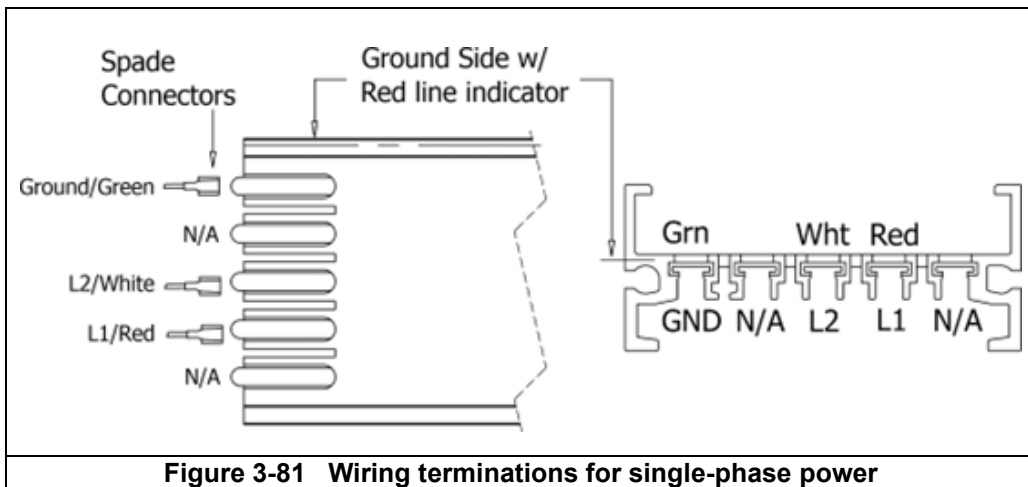 Spade
Connectors
Ground Side w/
Red line indicator
Ground/Green
N/A
L2/White
L1/Red
N/A
Grn Wht Red
GND N/A L2 L1 N/A
Figure 3-81 Wiring terminations for single-phase power